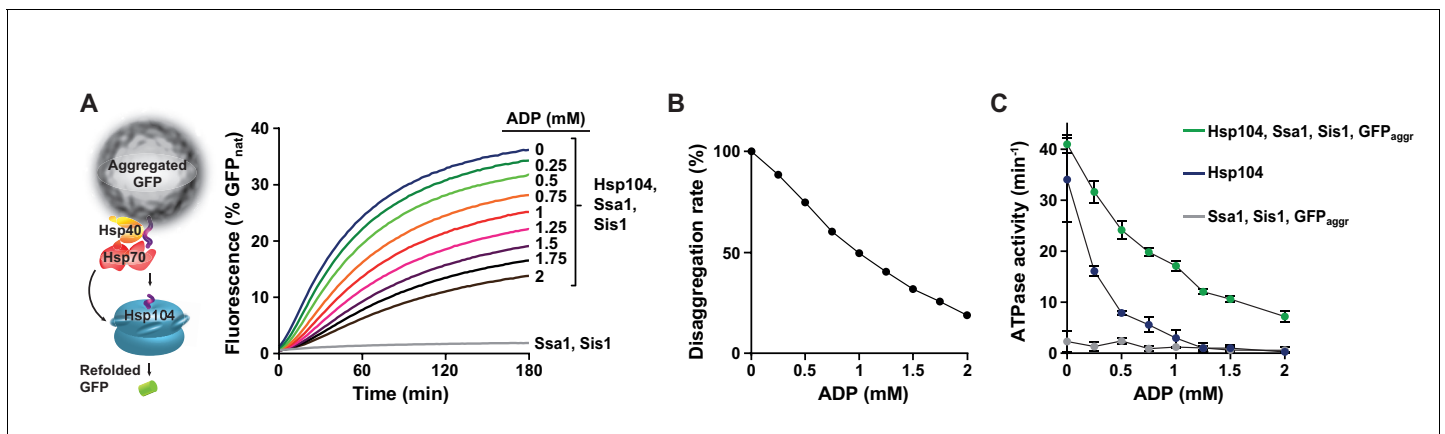 A
Aggregated
GFP
Hsp40
Hsp70
Hsp104
Refolded
GFP
Fluorescence (% GFPnat)
40
30
20
10
0
0
60
120
180
Time (min)
ADP (mM)
0
0.25
0.5
0.75
1
1.25
1.5
1.75
2
Hsp104,
Ssa1,
Sis1
Ssa1, Sis1
B
Disaggregation rate (%)
100
50
0
0
0.5
1
1.5
2
ADP (mM)
C
ATPase activity (min-1)
40
30
20
10
0
0
0.5
1
1.5
2
ADP (mM)
Hsp104, Ssa1, Sis1, GFPaggr
Hsp104
Ssa1, Sis1, GFPaggr